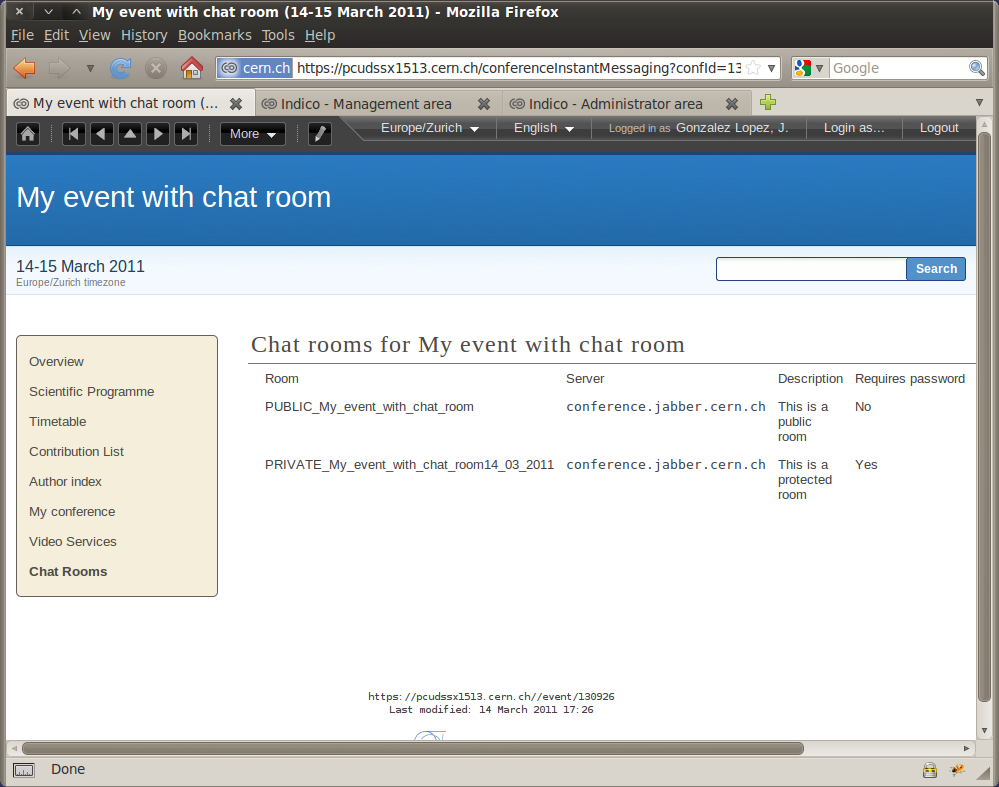 My event with chat room (14-15 March 2011) - Mozilla Firefox
File Edit View History Bookmarks Tools Help
cern.ch https://pcudssx1513.cern.ch/conferenceInstantMessaging?confId=13 Google
My event with chat room (... Indico - Management area Indico - Administrator area
More Europe/Zurich English Logged in as Gonzalez Lopez, J. Login as... Logout
My event with chat room
14-15 March 2011
Europe/Zurich timezone
Search
Overview
Scientific Programme
Timetable
Contribution List
Author index
My conference
Video Services
Chat Rooms
Chat rooms for My event with chat room
Room Server Description Requires password
PUBLIC_My_event_with_chat_room conference.jabber.cern.ch This is a No
public
room
PRIVATE_My_event_with_chat_room14_03_2011 conference.jabber.cern.ch This is a Yes
protected
room
https://pcudssx1513.cern.ch//event/130926
Last modified: 14 March 2011 17:26
Done